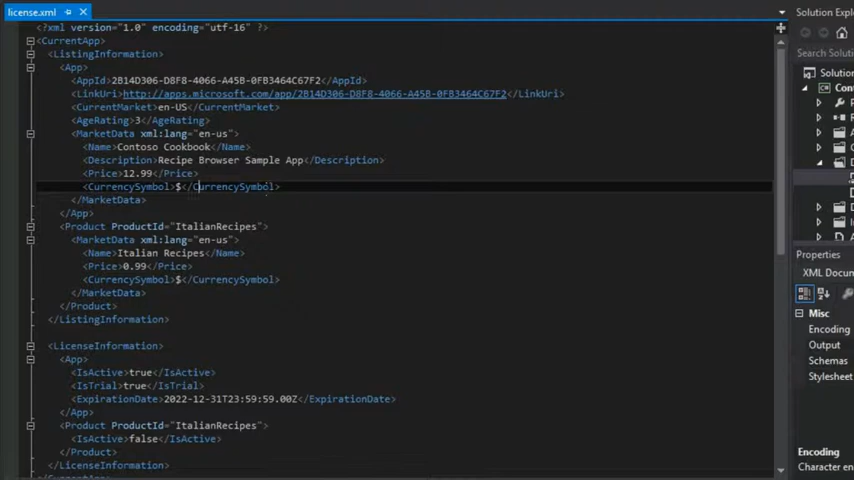 license.xml
Solution Explo
<?xml version="1.0" encoding="utf-16" ?>
<CurrentApp>
<ListingInformation>
<App>
<AppId>2B14D306-D8F8-4066-A45B-0FB3464C67F2</AppId>
<LinkUri>http://apps.microsoft.com/app/2B14D306-D8F8-4066-A45B-0FB3464C67F2</LinkUri>
<CurrentMarket>en-US</CurrentMarket>
<AgeRating>3</AgeRating>
<MarketData xml:lang="en-us">
<Name>Contoso Cookbook</Name>
<Description>Recipe Browser Sample App</Description>
<Price>12.99</Price>
<CurrencySymbol>$</CurrencySymbol>
</MarketData>
</App>
<Product ProductId="ItalianRecipes">
<MarketData xml:lang="en-us">
<Name>Italian Recipes</Name>
<Price>0.99</Price>
<CurrencySymbol>$</CurrencySymbol>
</MarketData>
</Product>
</ListingInformation>
<LicenseInformation>
<App>
<IsActive>true</IsActive>
<IsTrial>true</IsTrial>
<ExpirationDate>2022-12-31T23:59:59.00Z</ExpirationDate>
</App>
<Product ProductId="ItalianRecipes">
<IsActive>false</IsActive>
</Product>
</LicenseInformation>
Search Solutio
Solution
Con
P
R
A
C
D
D
I
A
Properties
XML Docum
Misc
Encoding
Output
Schemas
Stylesheet
Encoding
Character en